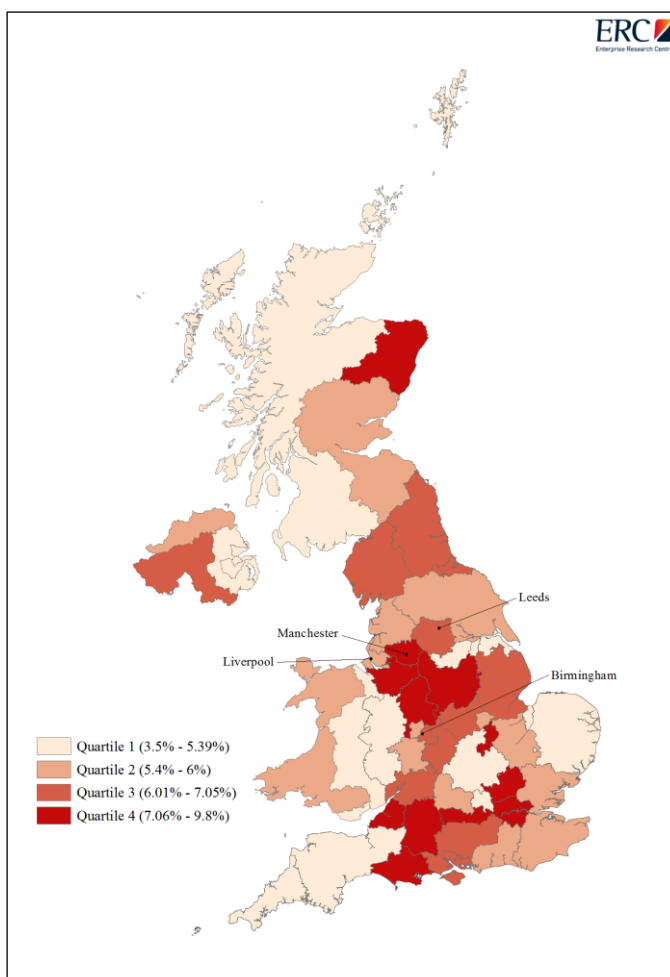 ERC
Enterprise Research Centre
Leeds
Manchester
Liverpool
Birmingham
Quartile 1 (3.5% - 5.39%)
Quartile 2 (5.4% - 6%)
Quartile 3 (6.01% - 7.05%)
Quartile 4 (7.06% - 9.8%)